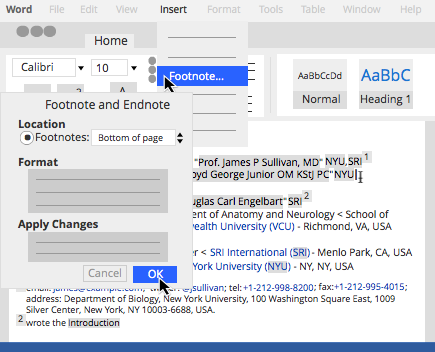 Word File Edit View Insert Format Tools Table Window Help
Home
Calibri 10
Footnote...
AaBbCcDd AaBbC
Normal Heading 1
Footnote and Endnote
Location
Footnotes: Bottom of page
Format
Apply Changes
Cancel OK
"Prof. James P Sullivan, MD" NYU,SRI 1
oyd George Junior OM KStJ PC"NYU
uglas Carl Engelbart" SRI 2
ent of Anatomy and Neurology < School of
ealth University (VCU) - Richmond, VA, USA
er < SRI International (SRI) - Menlo Park, CA, USA
York University (NYU) - NY, NY, USA
email: james@example.com; twitter: @jsullivan; tel:+1-212-998-8200; fax:+1-212-995-4015;
address: Department of Biology, New York University, 100 Washington Square East, 1009
Silver Center, New York, NY 10003-6688, USA.
2 wrote the Introduction